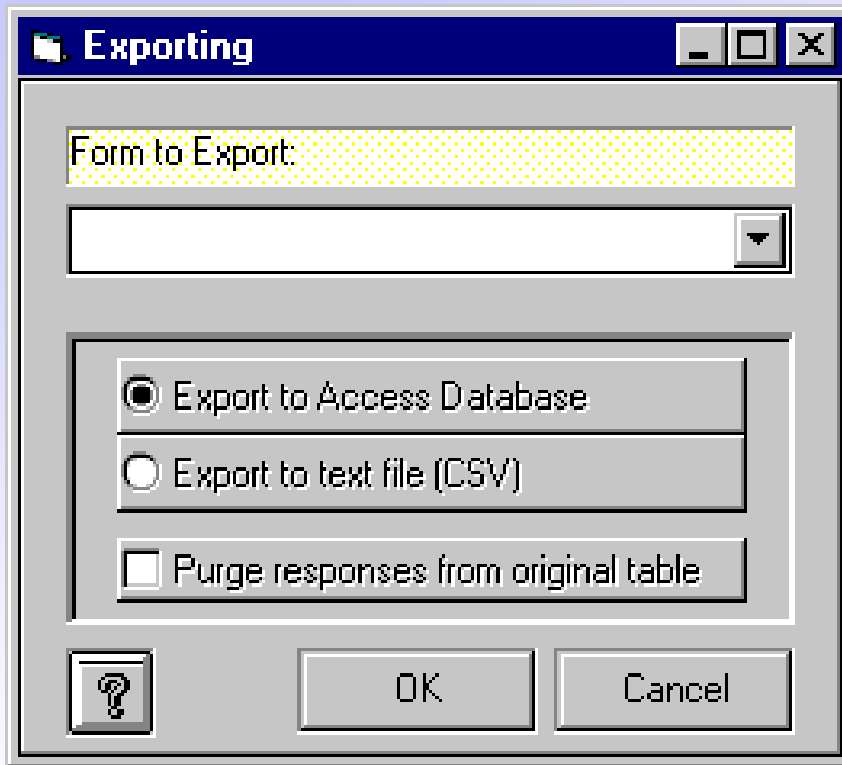 Exporting
Form to Export:
Export to Access Database
Export to text file (CSV)
Purge responses from original table
?
OK
Cancel